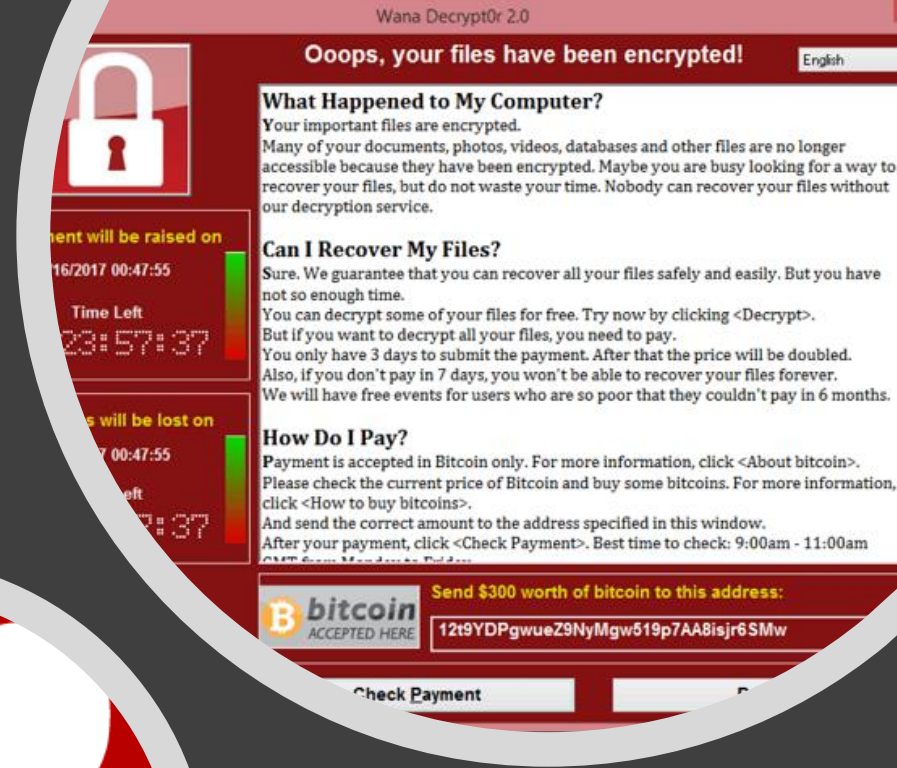 Wana Decrypt0r 2.0
Ooops, your files have been encrypted!
English
What Happened to My Computer?
Your important files are encrypted.
Many of your documents, photos, videos, databases and other files are no longer
accessible because they have been encrypted. Maybe you are busy looking for a way to
recover your files, but do not waste your time. Nobody can recover your files without
our decryption service.
Can I Recover My Files?
Sure. We guarantee that you can recover all your files safely and easily. But you have
not so enough time.
You can decrypt some of your files for free. Try now by clicking <Decrypt>.
But if you want to decrypt all your files, you need to pay.
You only have 3 days to submit the payment. After that the price will be doubled.
Also, if you don't pay in 7 days, you won't be able to recover your files forever.
We will have free events for users who are so poor that they couldn't pay in 6 months.
How Do I Pay?
Payment is accepted in Bitcoin only. For more information, click <About bitcoin>.
Please check the current price of Bitcoin and buy some bitcoins. For more information,
click <How to buy bitcoins>.
And send the correct amount to the address specified in this window.
After your payment, click <Check Payment>. Best time to check: 9:00am - 11:00am
GMT from Monday to Friday.
will be raised on
16/2017 00:47:55
Time Left
23:57:37
will be lost on
00:47:55
:37
bitcoin
ACCEPTED HERE
Send $300 worth of bitcoin to this address:
12t9YDPgwueZ9NyMgw519p7AA8isjr6SMw
Check Payment